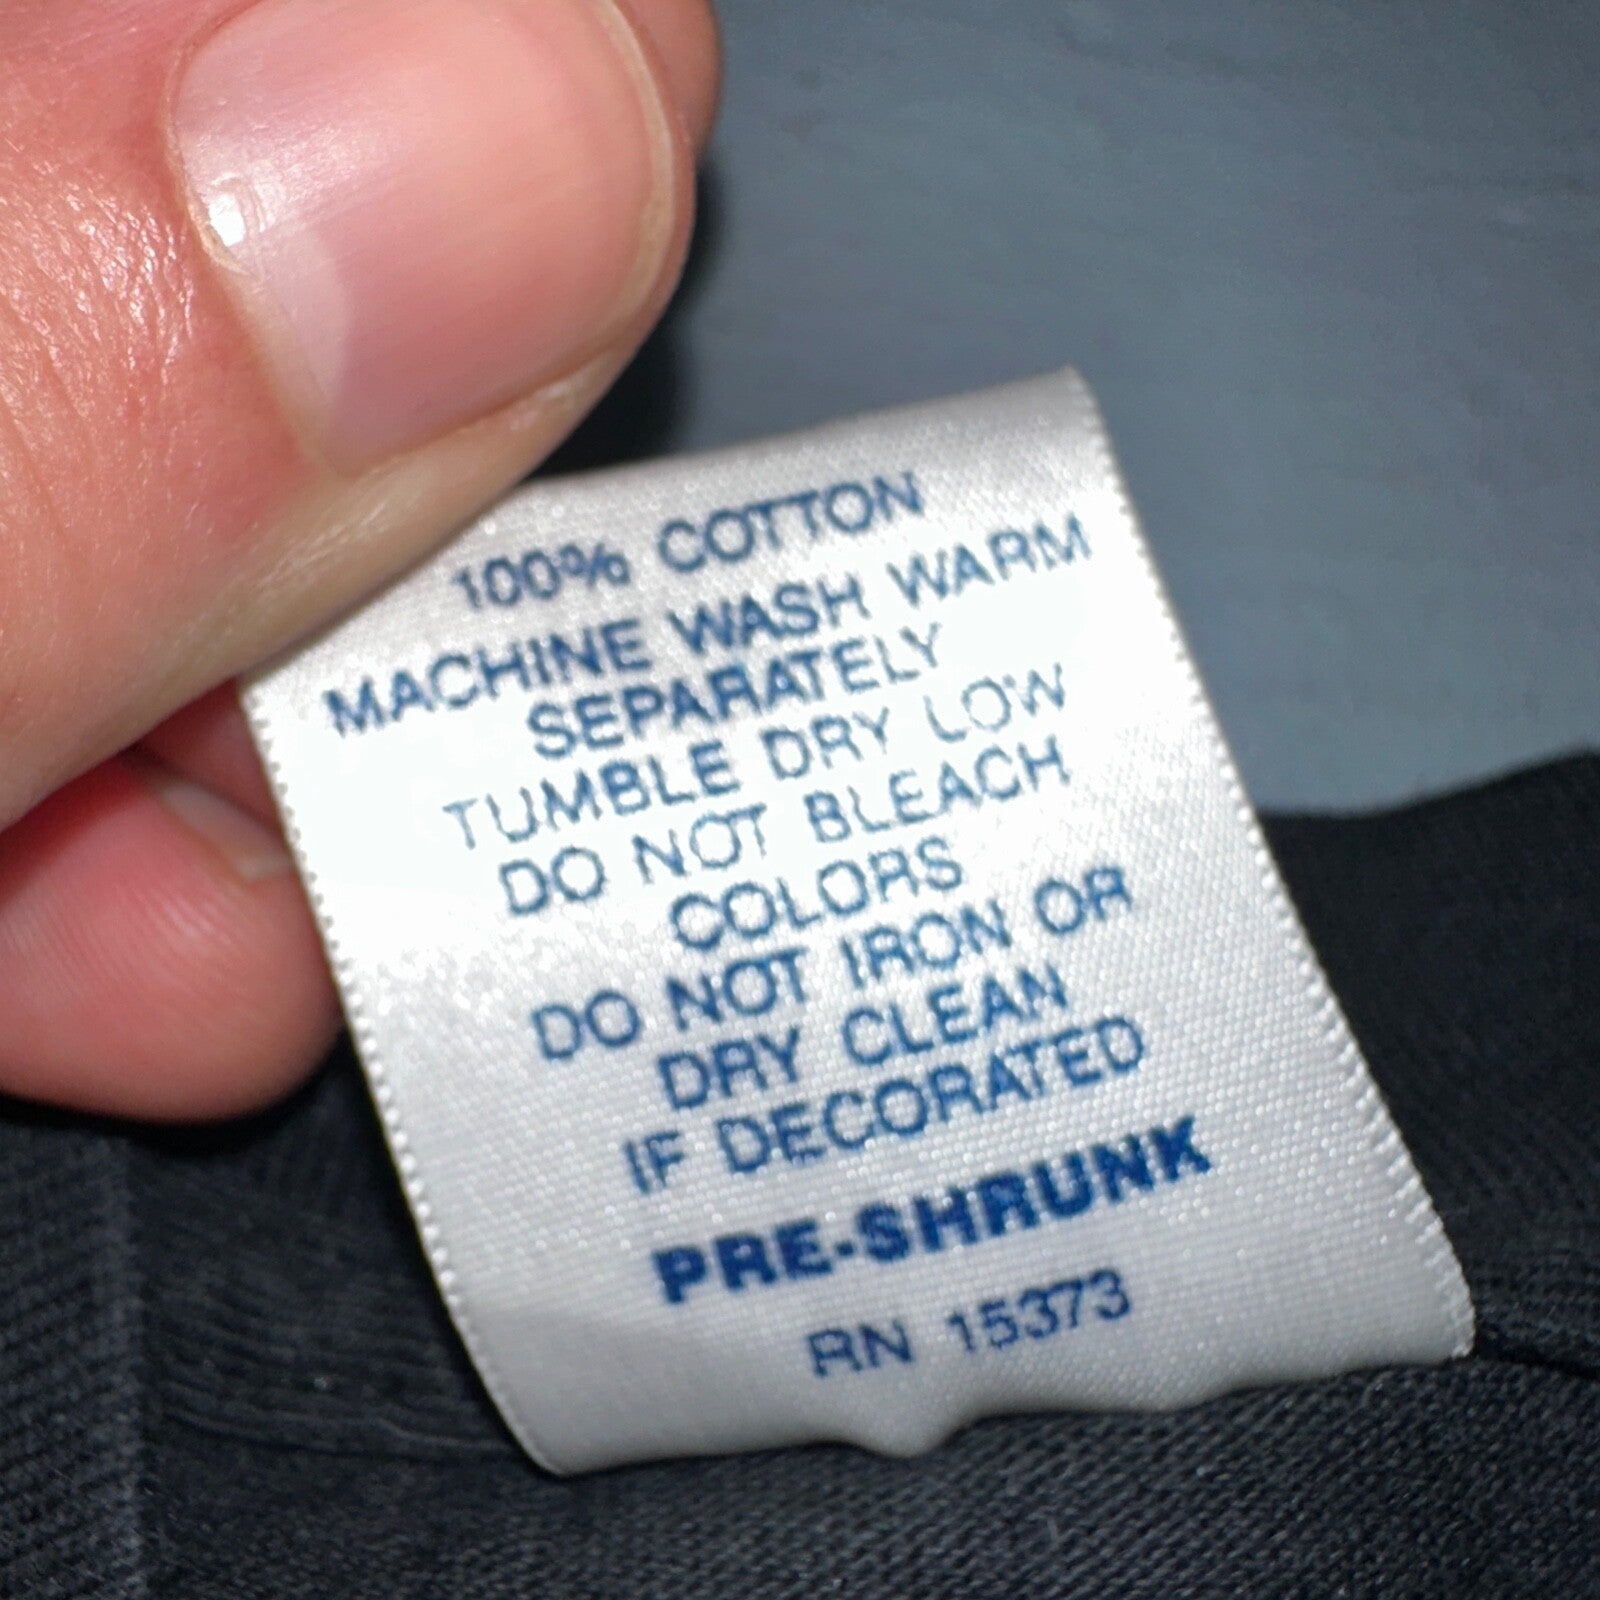 100% COTTON
MACHINE WASH WARM
SEPARATELY
TUMBLE DRY LOW
DO NOT BLEACH
COLORS
DO NOT IRON OR
DRY CLEAN
IF DECORATED
PRE-SHRUNK
RN 15373